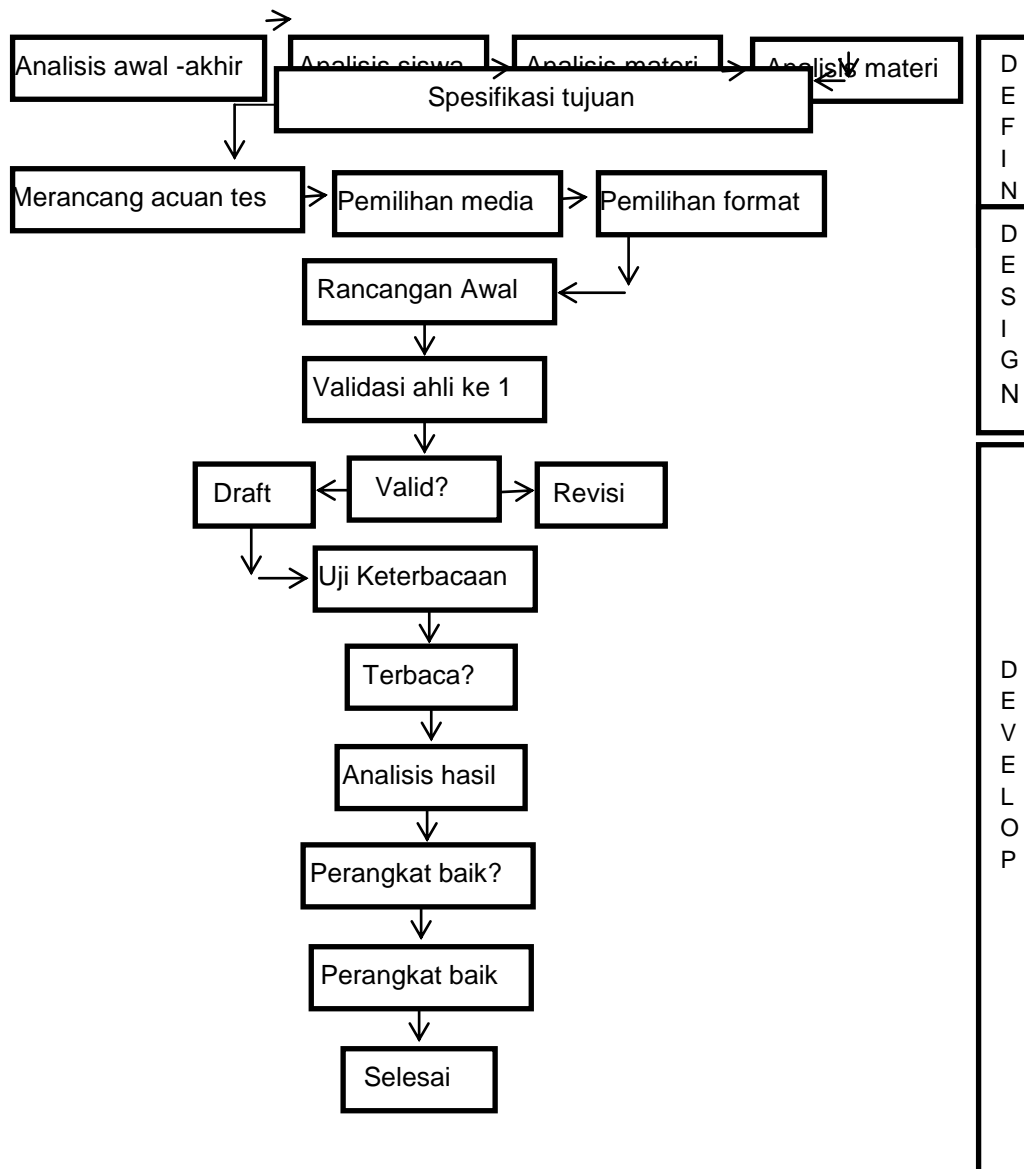 Analisis awal -akhir
Analisis siswa
Analisis materi
Analisis materi
Spesifikasi tujuan
Merancang acuan tes
Pemilihan media
Pemilihan format
Rancangan Awal
Validasi ahli ke 1
Valid?
Draft
Revisi
Uji Keterbacaan
Terbaca?
Analisis hasil
Perangkat baik?
Perangkat baik
Selesai
D
E
F
I
N
D
E
S
I
G
N
D
E
V
E
L
O
P